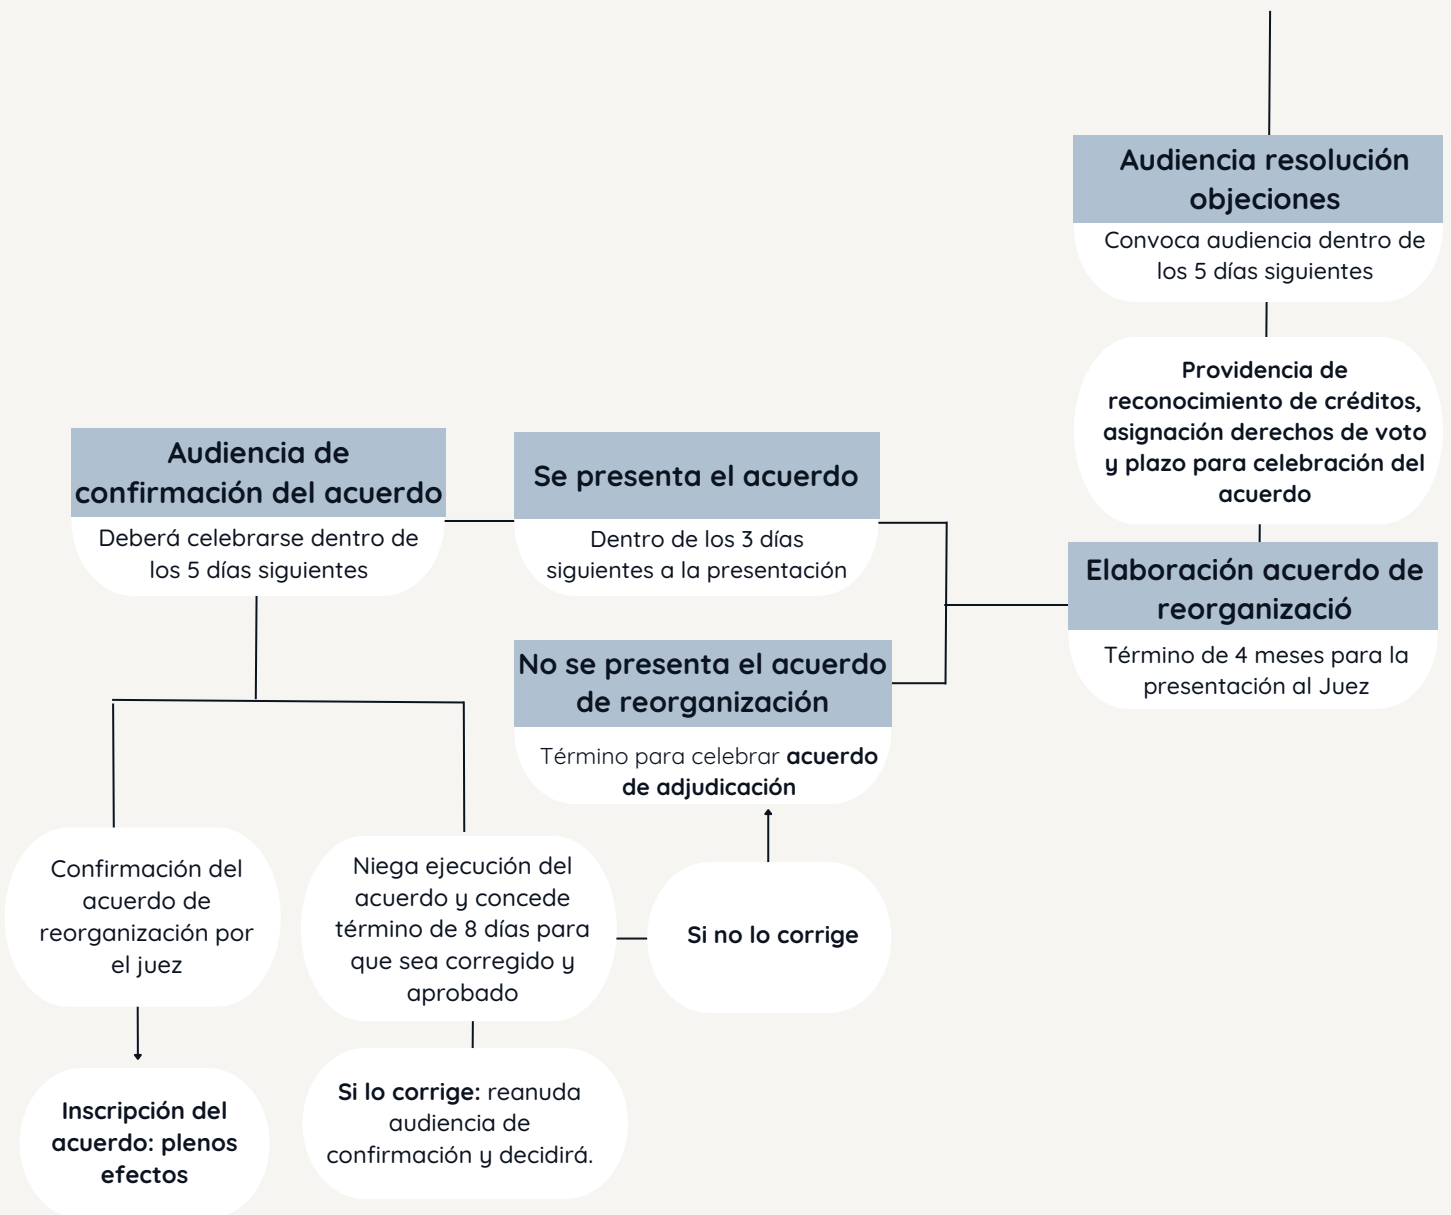 Audiencia resolución
objeciones
Convoca audiencia dentro de
los 5 días siguientes
Providencia de
reconocimiento de créditos,
asignación derechos de voto
y plazo para celebración del
acuerdo
Elaboración acuerdo de
reorganizació
Término de 4 meses para la
presentación al Juez
Se presenta el acuerdo
Dentro de los 3 días
siguientes a la presentación
No se presenta el acuerdo
de reorganización
Término para celebrar acuerdo
de adjudicación
Audiencia de
confirmación del acuerdo
Deberá celebrarse dentro de
los 5 días siguientes
Confirmación del
acuerdo de
reorganización por
el juez
Inscripción del
acuerdo: plenos
efectos
Niega ejecución del
acuerdo y concede
término de 8 días para
que sea corregido y
aprobado
Si lo corrige: reanuda
audiencia de
confirmación y decidirá.
Si no lo corrige